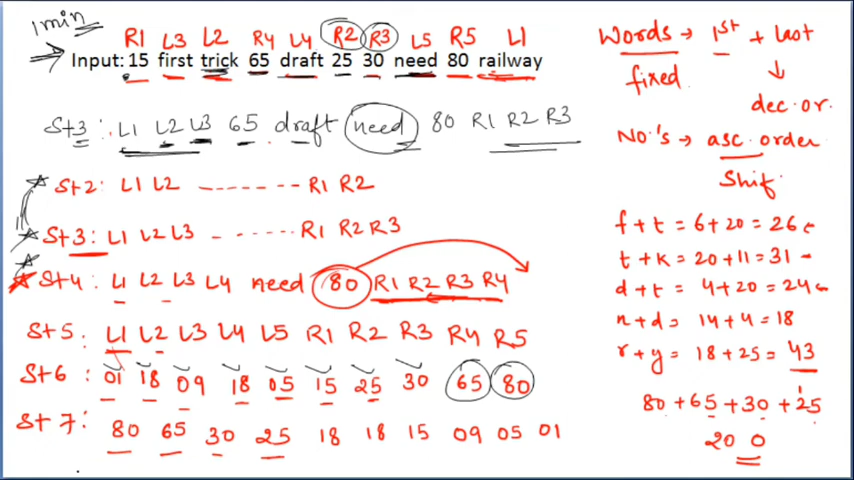 1min
R1 L3 L2 R4 L4 R2 R3 L5 R5 L1
Input: 15 first trick 65 draft 25 30 need 80 railway
St3: L1 L2 L3 65 draft need 80 R1 R2 R3
St2: L1 L2 ------- R1 R2
St3: L1 L2 L3 ------ R1 R2 R3
St4: L1 L2 L3 L4 need 80 R1 R2 R3 R4
St5: L1 L2 L3 L4 L5 R1 R2 R3 R4 R5
St6: 01 18 09 18 05 15 25 30 65 80
St7: 80 65 30 25 18 18 15 09 05 01
Words → 1st + last
fixed
dec. or.
NO.'s → asc. order
Shif
f + t = 6 + 20 = 26
t + k = 20 + 11 = 31
d + t = 4 + 20 = 24
n + d = 14 + 4 = 18
r + y = 18 + 25 = 43
80 + 65 + 30 + 25
20 0